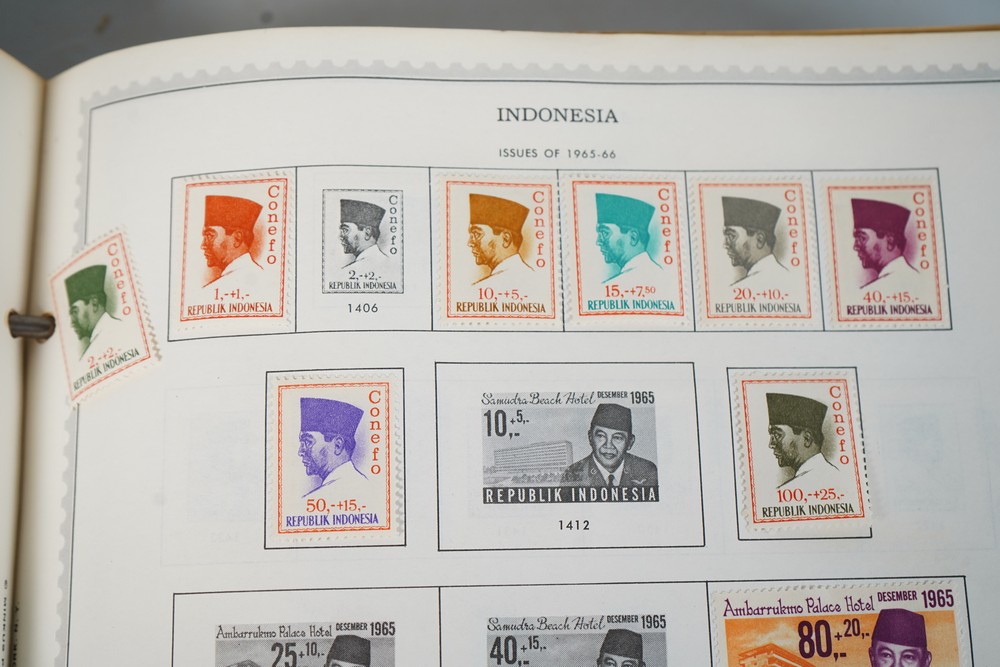 INDONESIA
ISSUES OF 1965-66
Conefo
1,-+1,-
REPUBLIK INDONESIA
Conefo
2,-+2,-
REPUBLIK INDONESIA
1406
Conefo
10,-+5,-
REPUBLIK INDONESIA
Conefo
15,-+7,50
REPUBLIK INDONESIA
Conefo
20,-+10,-
REPUBLIK INDONESIA
Conefo
40,-+15,-
REPUBLIK INDONESIA
Conefo
2,-+2,-
REPUBLIK INDONESIA
Conefo
50,-+15,-
REPUBLIK INDONESIA
Samudra Beach Hotel DESEMBER 1965
10+5,-
,-
REPUBLIK INDONESIA
1412
Conefo
100,-+25,-
REPUBLIK INDONESIA
Ambarrukmo Palace Hotel DESEMBER 1965
25+10,-
,-
Samudra Beach Hotel DESEMBER 1965
40+15,-
,-
Ambarrukmo Palace Hotel DESEMBER 1965
80+20,-
,-